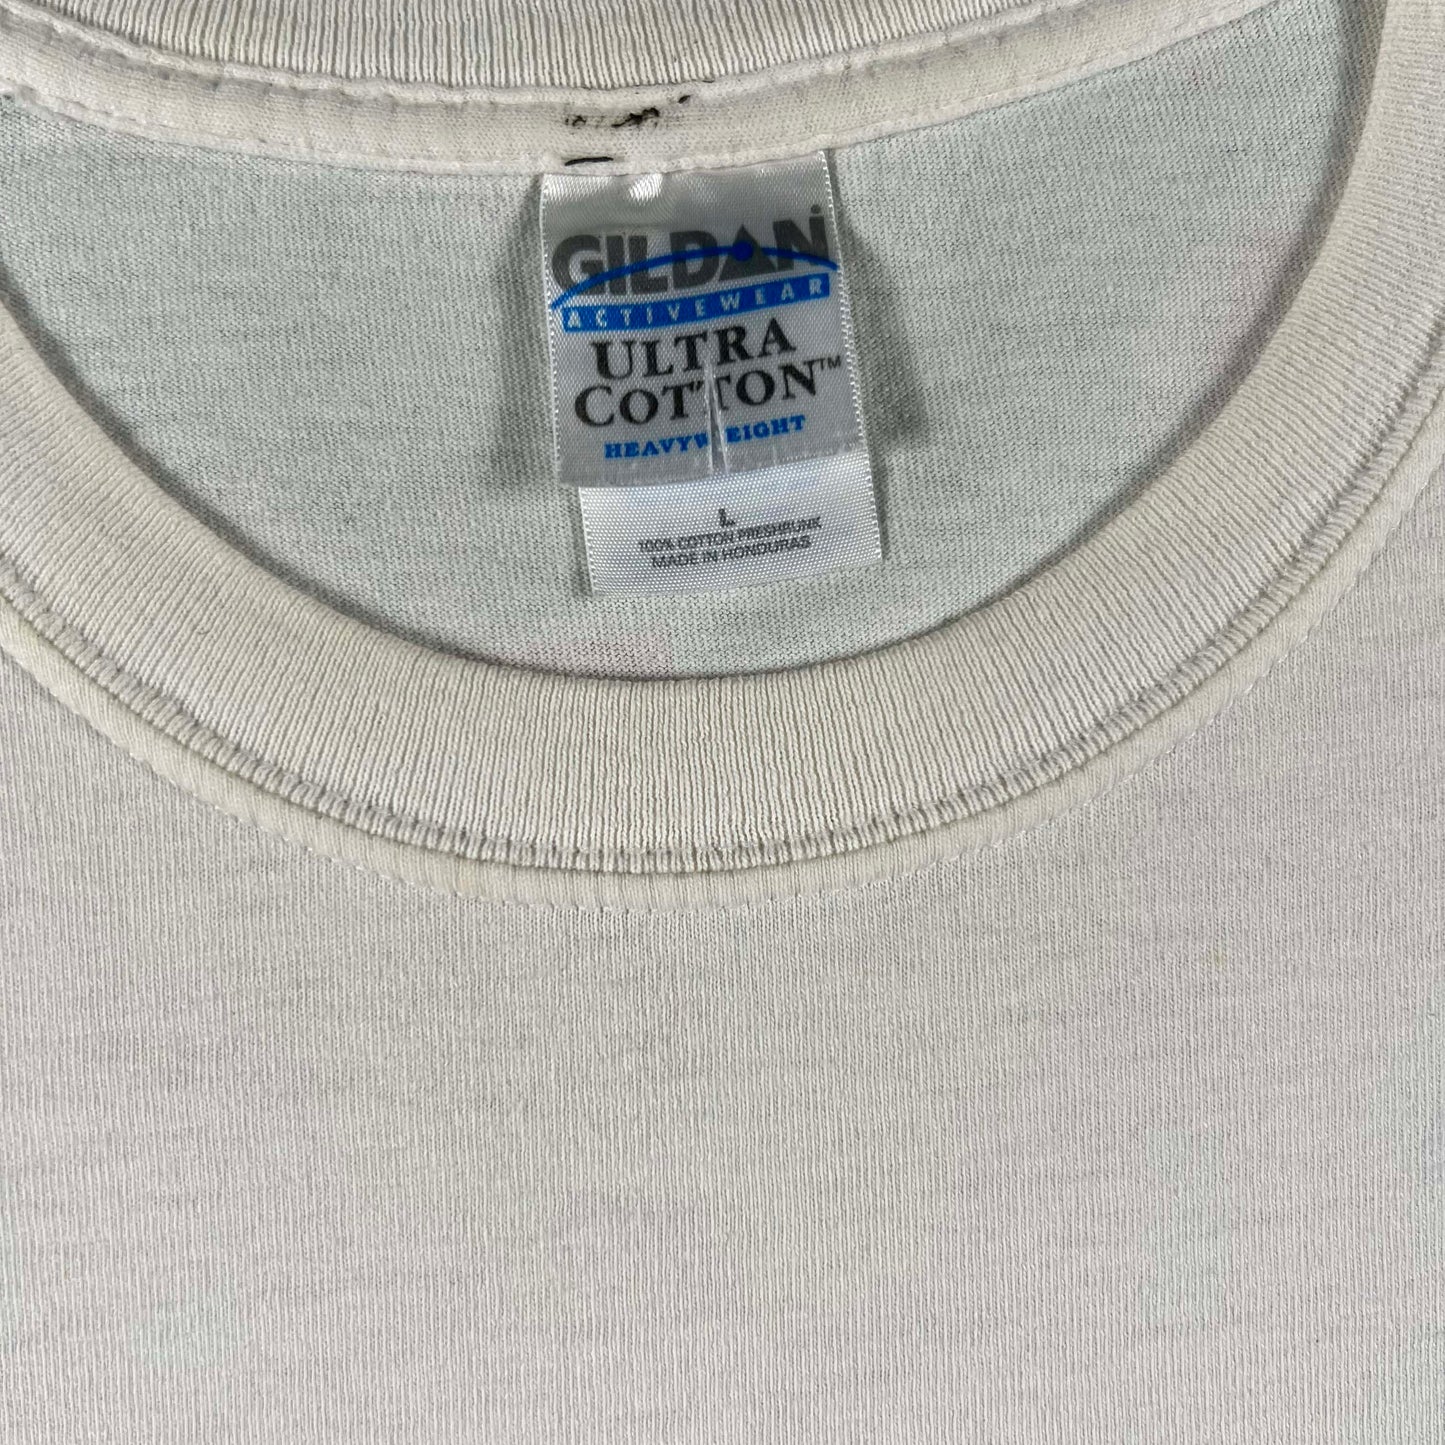 GILDAN
ACTIVEWEAR
ULTRA
COTTON™
HEAVYWEIGHT
L
100% COTTON PRESHRUNK
MADE IN HONDURAS